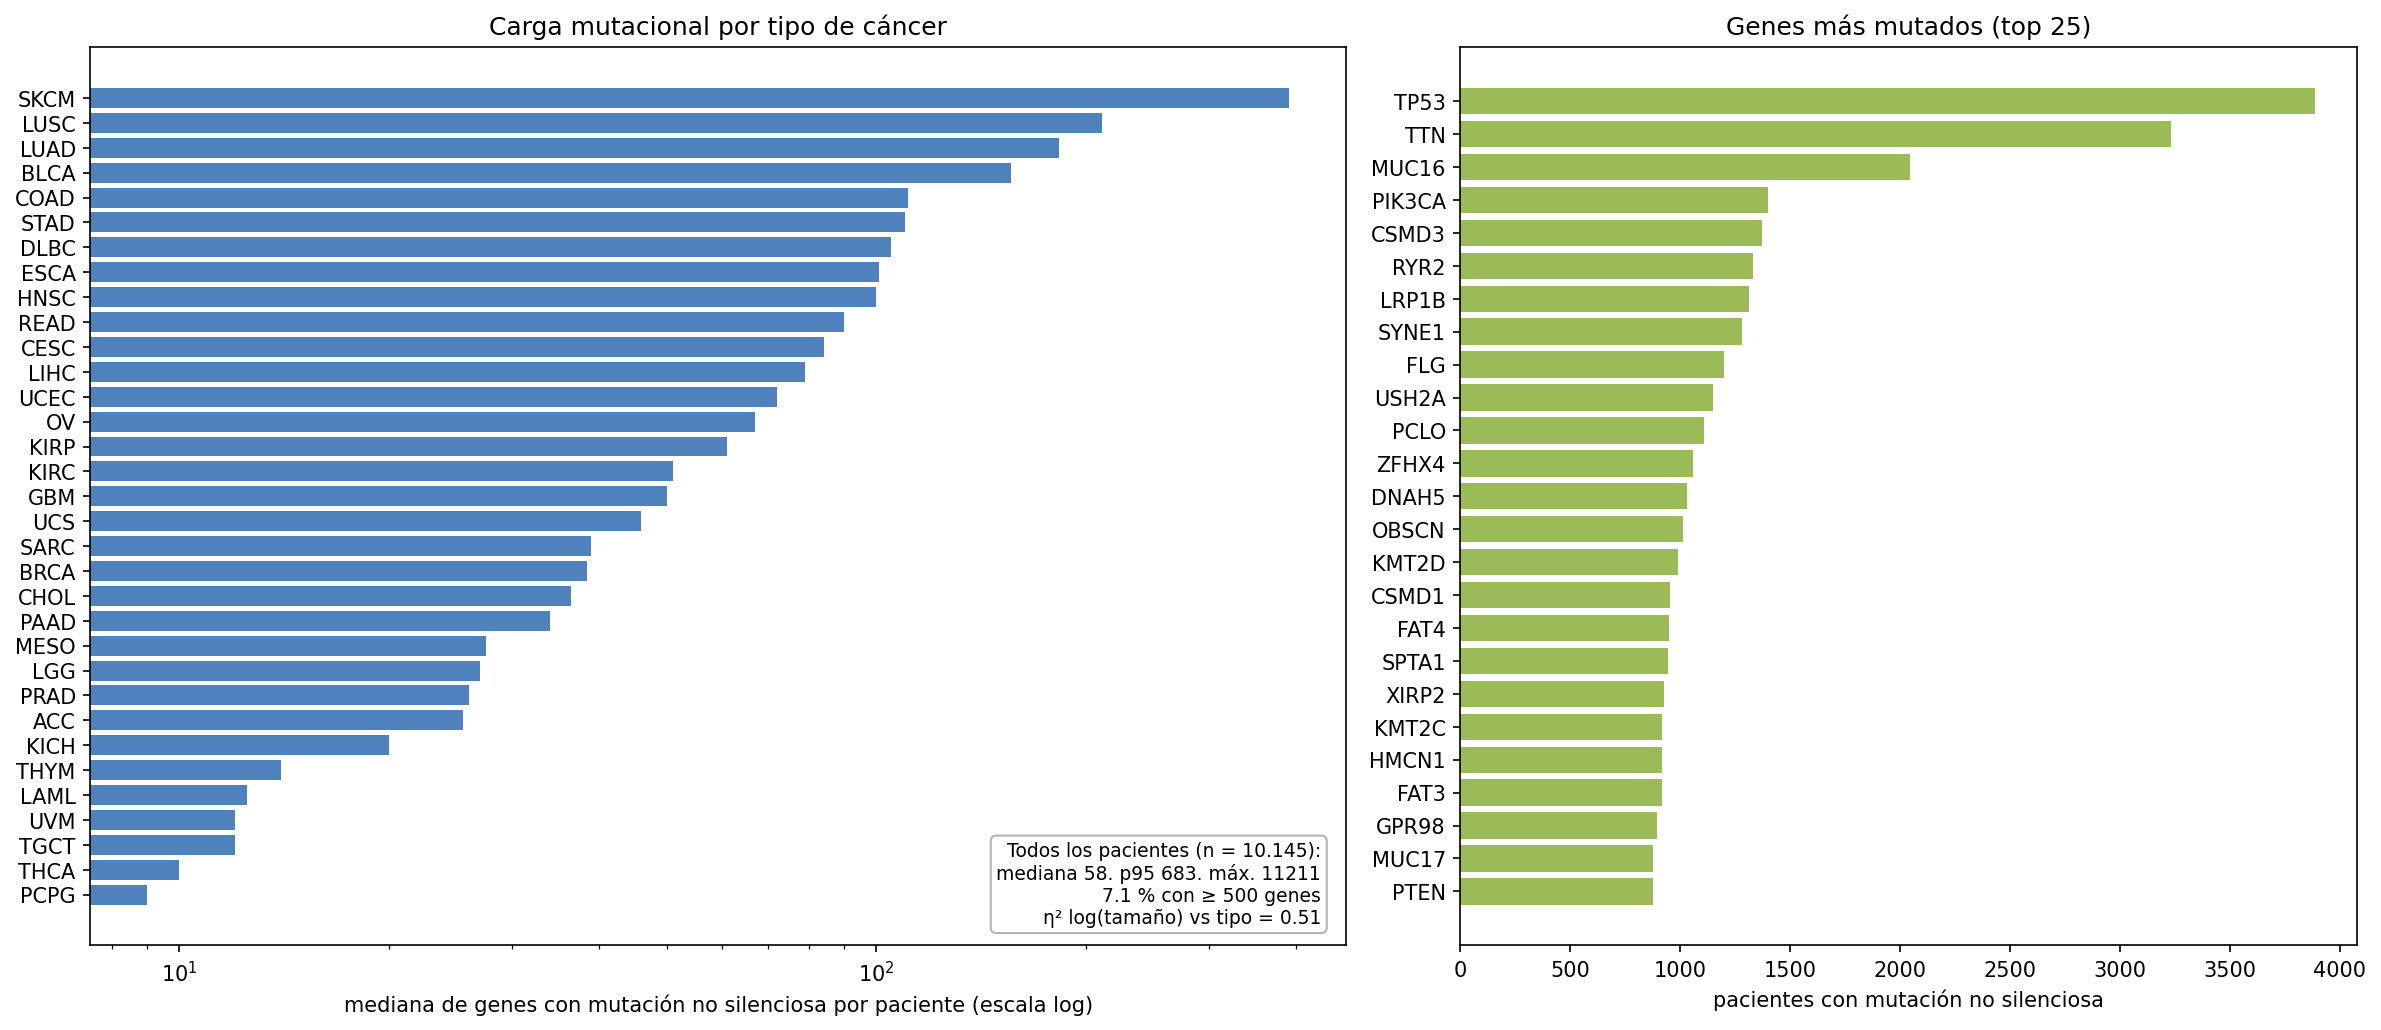 Carga mutacional por tipo de cáncer
SKCM
LUSC
LUAD
BLCA
COAD
STAD
DLBC
ESCA
HNSC
READ
CESC
LIHC
UCEC
OV
KIRP
KIRC
GBM
UCS
SARC
BRCA
CHOL
PAAD
MESO
LGG
PRAD
ACC
KICH
THYM
LAML
UVM
TGCT
THCA
PCPG
Todos los pacientes (n = 10.145):
mediana 58. p95 683. máx. 11211
7.1 % con ≥ 500 genes
η² log(tamaño) vs tipo = 0.51
10¹ 10²
mediana de genes con mutación no silenciosa por paciente (escala log)
Genes más mutados (top 25)
TP53
TTN
MUC16
PIK3CA
CSMD3
RYR2
LRP1B
SYNE1
FLG
USH2A
PCLO
ZFHX4
DNAH5
OBSCN
KMT2D
CSMD1
FAT4
SPTA1
XIRP2
KMT2C
HMCN1
FAT3
GPR98
MUC17
PTEN
0 500 1000 1500 2000 2500 3000 3500 4000
pacientes con mutación no silenciosa